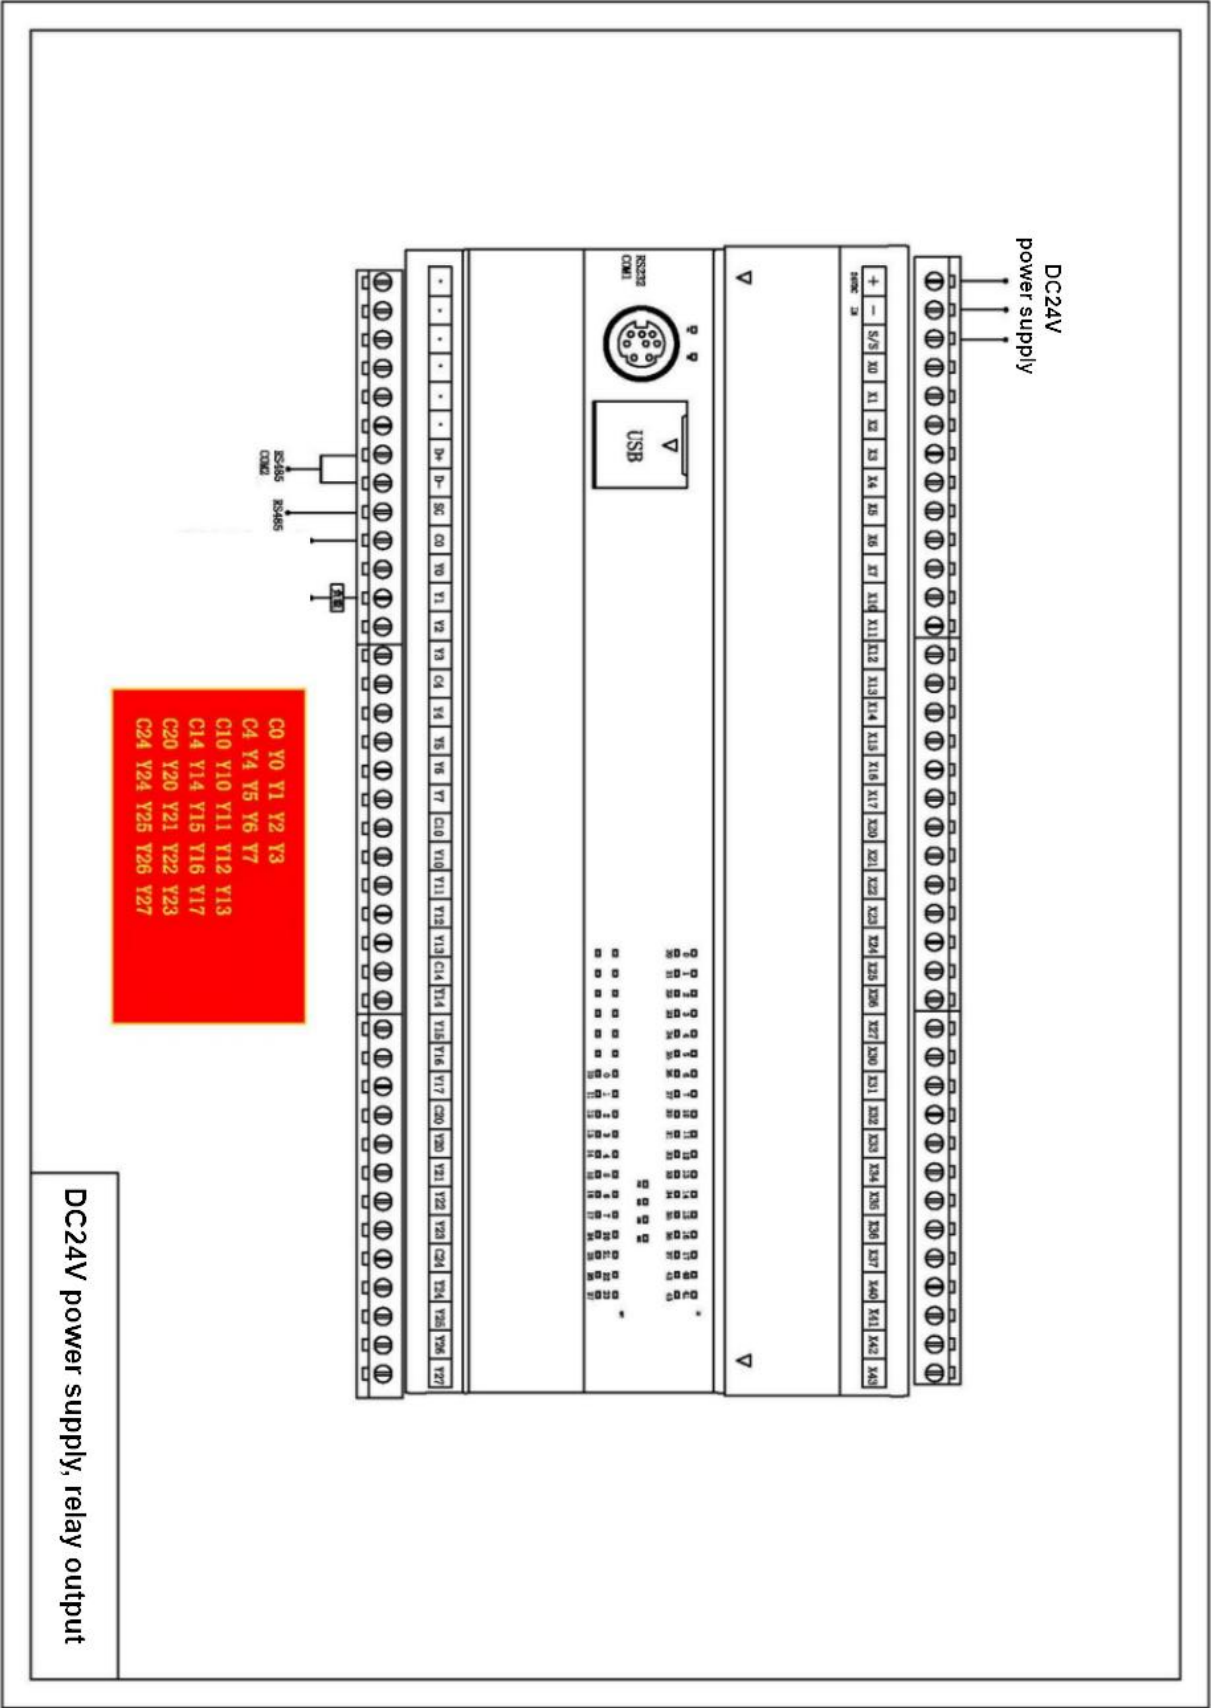 DC24V
power supply
+
−
S/S
X0
X1
X2
X3
X4
X5
X6
X7
X10
X11
X12
X13
X14
X15
X16
X17
X20
X21
X22
X23
X24
X25
X26
X27
X30
X31
X32
X33
X34
X35
X36
X37
X40
X41
X42
X43
RS232
COM1
USB
D+
D-
SG
C0
Y0
Y1
Y2
Y3
C4
Y4
Y5
Y6
Y7
C10
Y10
Y11
Y12
Y13
C14
Y14
Y15
Y16
Y17
C20
Y20
Y21
Y22
Y23
C24
Y24
Y25
Y26
Y27
RS485
COM2
RS485
负载
C0 Y0 Y1 Y2 Y3
C4 Y4 Y5 Y6 Y7
C10 Y10 Y11 Y12 Y13
C14 Y14 Y15 Y16 Y17
C20 Y20 Y21 Y22 Y23
C24 Y24 Y25 Y26 Y27
DC24V power supply, relay output